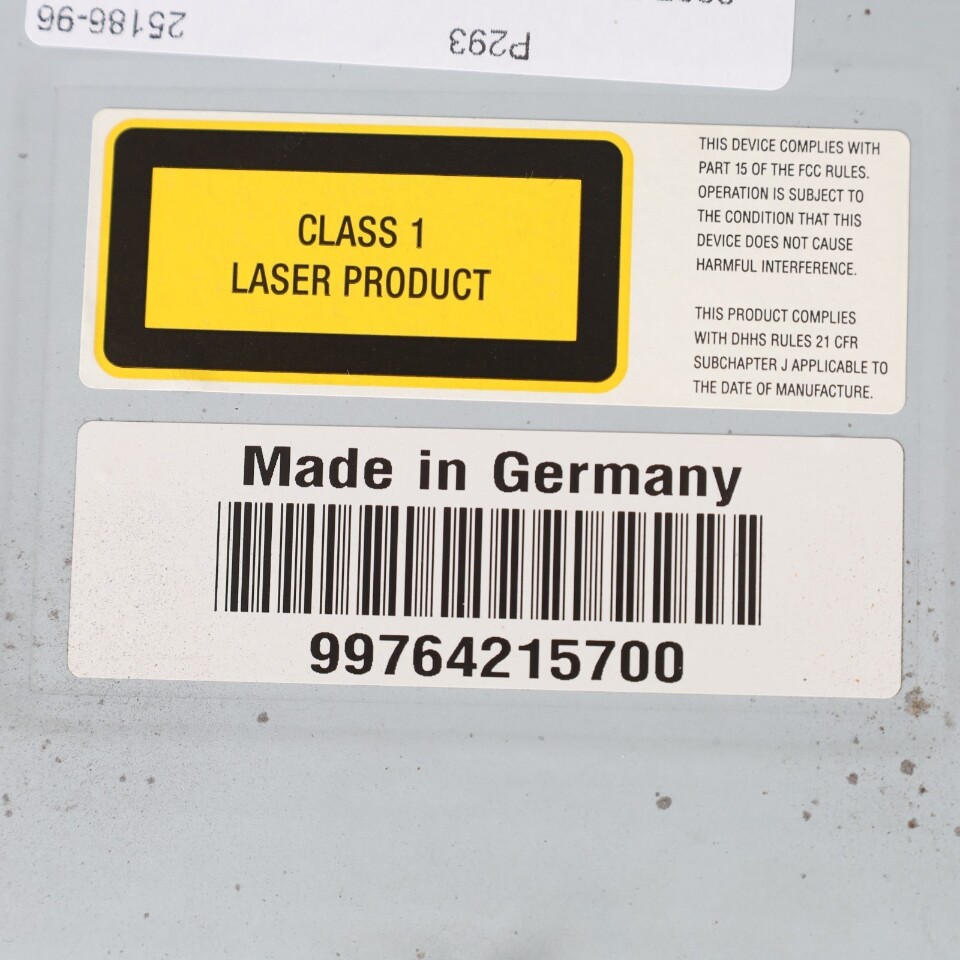 25186-96
P293
CLASS 1
LASER PRODUCT
THIS DEVICE COMPLIES WITH
PART 15 OF THE FCC RULES.
OPERATION IS SUBJECT TO
THE CONDITION THAT THIS
DEVICE DOES NOT CAUSE
HARMFUL INTERFERENCE.
THIS PRODUCT COMPLIES
WITH DHHS RULES 21 CFR
SUBCHAPTER J APPLICABLE TO
THE DATE OF MANUFACTURE.
Made in Germany
99764215700